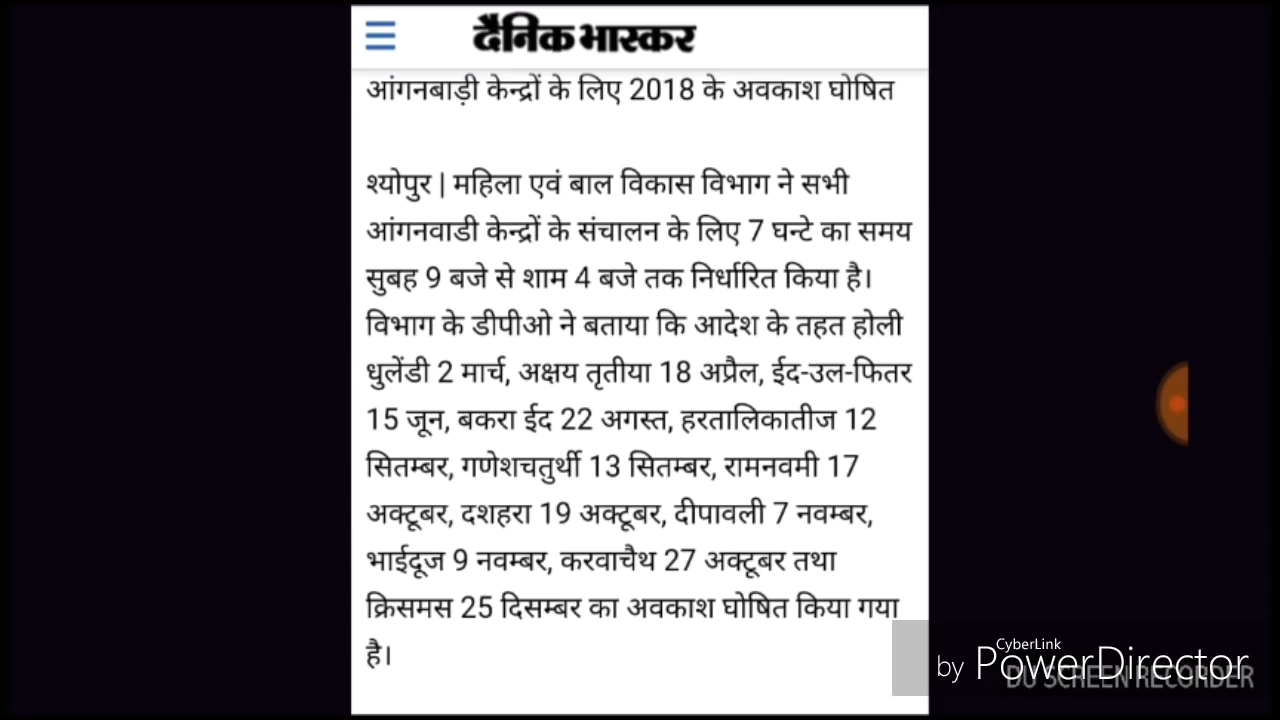 दैनिक भास्कर
आंगनबाड़ी केन्द्रों के लिए 2018 के अवकाश घोषित
श्योपुर | महिला एवं बाल विकास विभाग ने सभी
आंगनवाडी केन्द्रों के संचालन के लिए 7 घन्टे का समय
सुबह 9 बजे से शाम 4 बजे तक निर्धारित किया है।
विभाग के डीपीओ ने बताया कि आदेश के तहत होली
धुलेंडी 2 मार्च, अक्षय तृतीया 18 अप्रैल, ईद-उल-फितर
15 जून, बकरा ईद 22 अगस्त, हरतालिकातीज 12
सितम्बर, गणेशचतुर्थी 13 सितम्बर, रामनवमी 17
अक्टूबर, दशहरा 19 अक्टूबर, दीपावली 7 नवम्बर,
भाईदूज 9 नवम्बर, करवाचैथ 27 अक्टूबर तथा
क्रिसमस 25 दिसम्बर का अवकाश घोषित किया गया
है।
CyberLink
by PowerDirector
DU SCREEN RECORDER